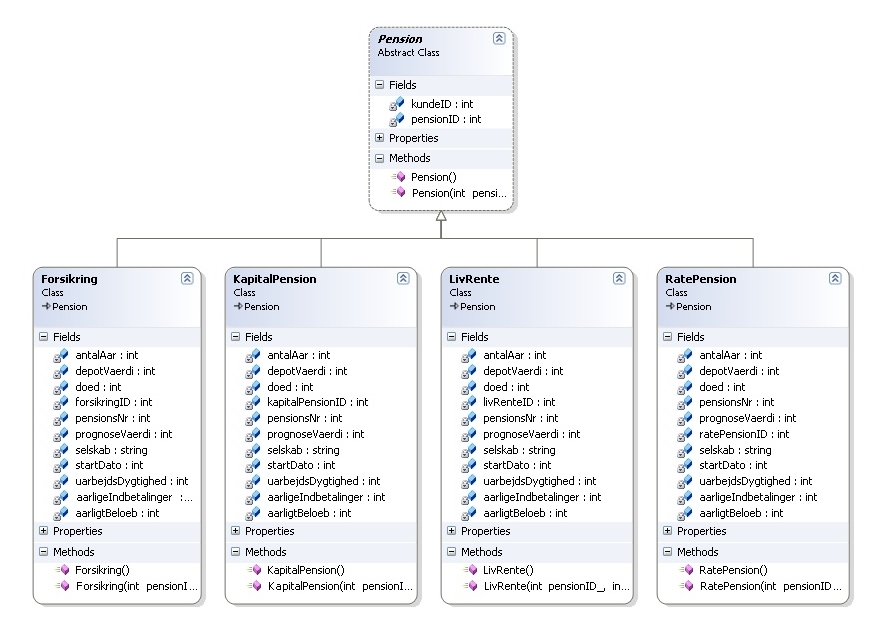 Pension
Abstract Class
Fields
kundeID : int
pensionID : int
Properties
Methods
Pension()
Pension(int pensi...
Forsikring
Class
Pension
Fields
antalAar : int
depotVaerdi : int
doed : int
forsikringID : int
pensionsNr : int
prognoseVaerdi : int
selskab : string
startDato : int
uarbejdsDygtighed : int
aarligeIndbetalinger :...
aarligtBeloeb : int
Properties
Methods
Forsikring()
Forsikring(int pensionI...
KapitalPension
Class
Pension
Fields
antalAar : int
depotVaerdi : int
doed : int
kapitalPensionID : int
pensionsNr : int
prognoseVaerdi : int
selskab : string
startDato : int
uarbejdsDygtighed : int
aarligeIndbetalinger : int
aarligtBeloeb : int
Properties
Methods
KapitalPension()
KapitalPension(int pensionI...
LivRente
Class
Pension
Fields
antalAar : int
depotVaerdi : int
doed : int
livRenteID : int
pensionsNr : int
prognoseVaerdi : int
selskab : string
startDato : int
uarbejdsDygtighed : int
aarligeIndbetalinger : int
aarligtBeloeb : int
Properties
Methods
LivRente()
LivRente(int pensionID_, in...
RatePension
Class
Pension
Fields
antalAar : int
depotVaerdi : int
doed : int
pensionsNr : int
prognoseVaerdi : int
ratePensionID : int
selskab : string
startDato : int
uarbejdsDygtighed : int
aarligeIndbetalinger : int
aarligtBeloeb : int
Properties
Methods
RatePension()
RatePension(int pensionID...